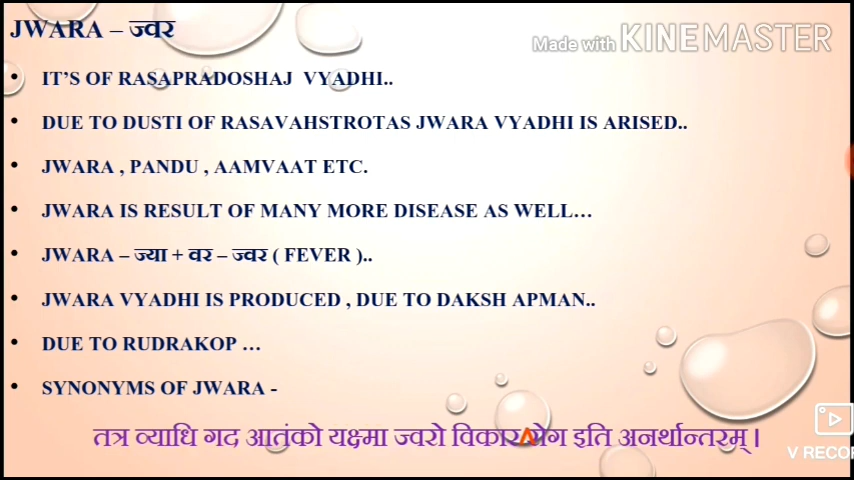 JWARA – ज्वर
Made with KINEMASTER
• IT'S OF RASAPRADOSHAJ VYADHI..
• DUE TO DUSTI OF RASAVAHSTROTAS JWARA VYADHI IS ARISED..
• JWARA , PANDU , AAMVAAT ETC.
• JWARA IS RESULT OF MANY MORE DISEASE AS WELL…
• JWARA – ज्या + वर – ज्वर ( FEVER )..
• JWARA VYADHI IS PRODUCED , DUE TO DAKSH APMAN..
• DUE TO RUDRAKOP …
• SYNONYMS OF JWARA -
तत्र व्याधि गद आतंको यक्ष्मा ज्वरो विकार रोग इति अनर्थान्तरम् ।
V RECOR